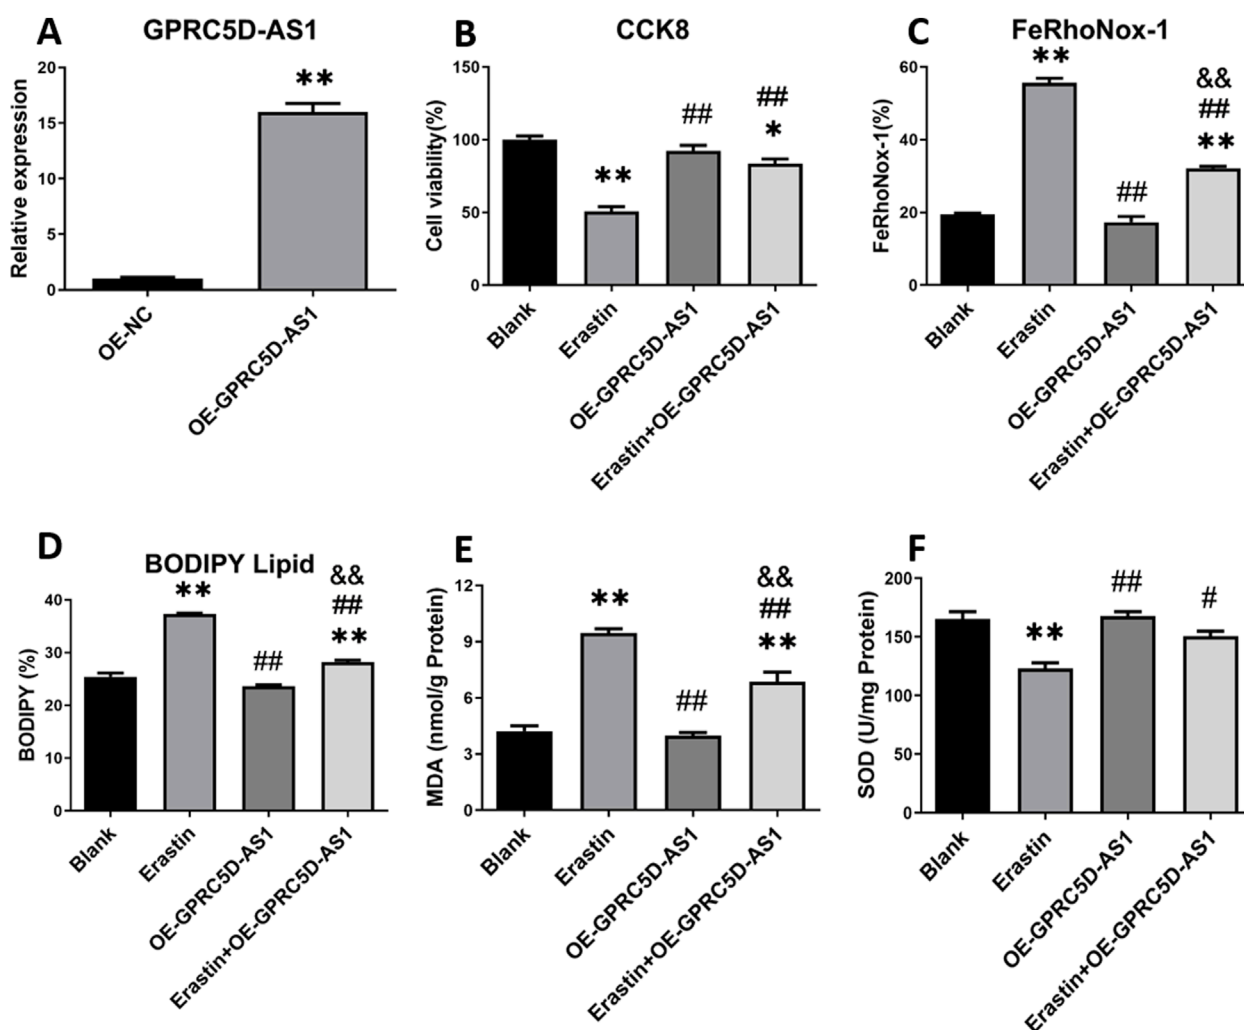 A
GPRC5D-AS1
Relative expression
20
15
10
5
0
**
OE-NC
OE-GPRC5D-AS1
B
CCK8
Cell viability(%)
150
100
50
0
**
##
##
*
Blank
Erastin
OE-GPRC5D-AS1
Erastin+OE-GPRC5D-AS1
C
FeRhoNox-1
FeRhoNox-1(%)
60
40
20
0
**
##
&&
##
**
Blank
Erastin
OE-GPRC5D-AS1
Erastin+OE-GPRC5D-AS1
D
BODIPY Lipid
BODIPY (%)
40
30
20
10
0
**
##
&&
##
**
Blank
Erastin
OE-GPRC5D-AS1
Erastin+OE-GPRC5D-AS1
E
MDA (nmol/g Protein)
12
9
6
3
0
**
##
&&
##
**
Blank
Erastin
OE-GPRC5D-AS1
Erastin+OE-GPRC5D-AS1
F
SOD (U/mg Protein)
200
150
100
50
0
**
##
#
Blank
Erastin
OE-GPRC5D-AS1
Erastin+OE-GPRC5D-AS1